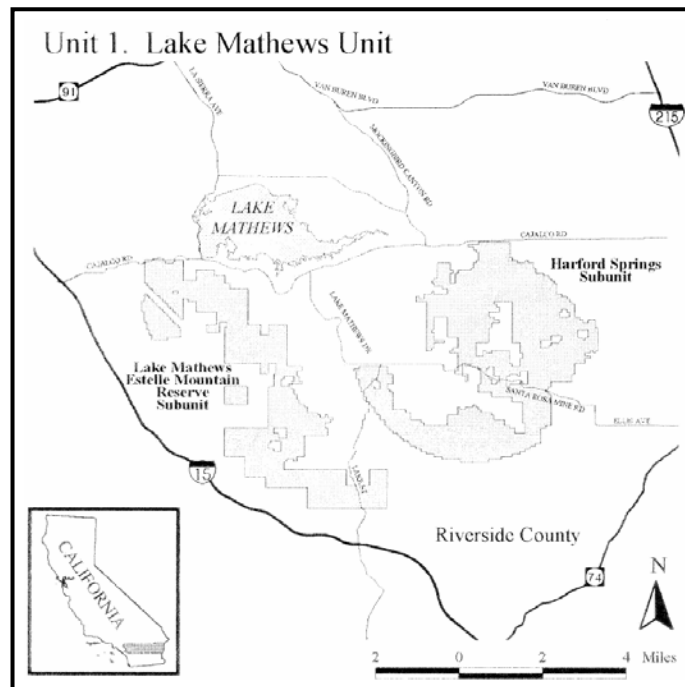 Unit 1. Lake Mathews Unit
91
LA SIERRA AVE
VAN BUREN BLVD
VAN BUREN BLVD
215
MOCKINGBIRD CANYON RD
LAKE
MATHEWS
CAJALCO RD
CAJALCO RD
Harford Springs
Subunit
LAKE MATHEWS DR
Lake Mathews
Estelle Mountain
Reserve
Subunit
SANTA ROSA MINE RD
ELLIS AVE
LAKE ST
15
Riverside County
CALIFORNIA
74
N
2 0 2 4 Miles